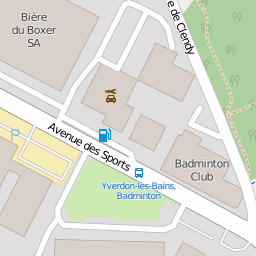 Bière
du Boxer
SA
e de Clendy
Avenue des Sports
P
Badminton
Club
Yverdon-les-Bains,
Badminton